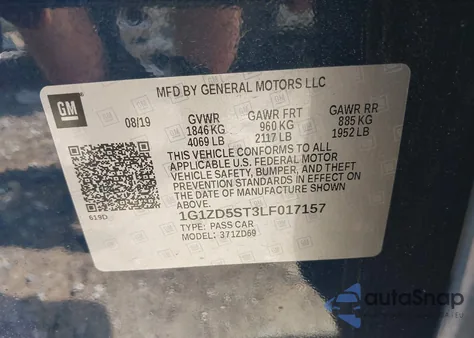 MFD BY GENERAL MOTORS LLC
GM
08/19 GVWR GAWR FRT GAWR RR
1846 KG 960 KG 885 KG
4069 LB 2117 LB 1952 LB
THIS VEHICLE CONFORMS TO ALL
APPLICABLE U.S. FEDERAL MOTOR
VEHICLE SAFETY, BUMPER, AND THEFT
PREVENTION STANDARDS IN EFFECT
ON THE DATE OF MANUFACTURE SHOWN ABOVE.
619D
1G1ZD5ST3LF017157
TYPE: PASS CAR
MODEL: 371ZD69
autoSnap